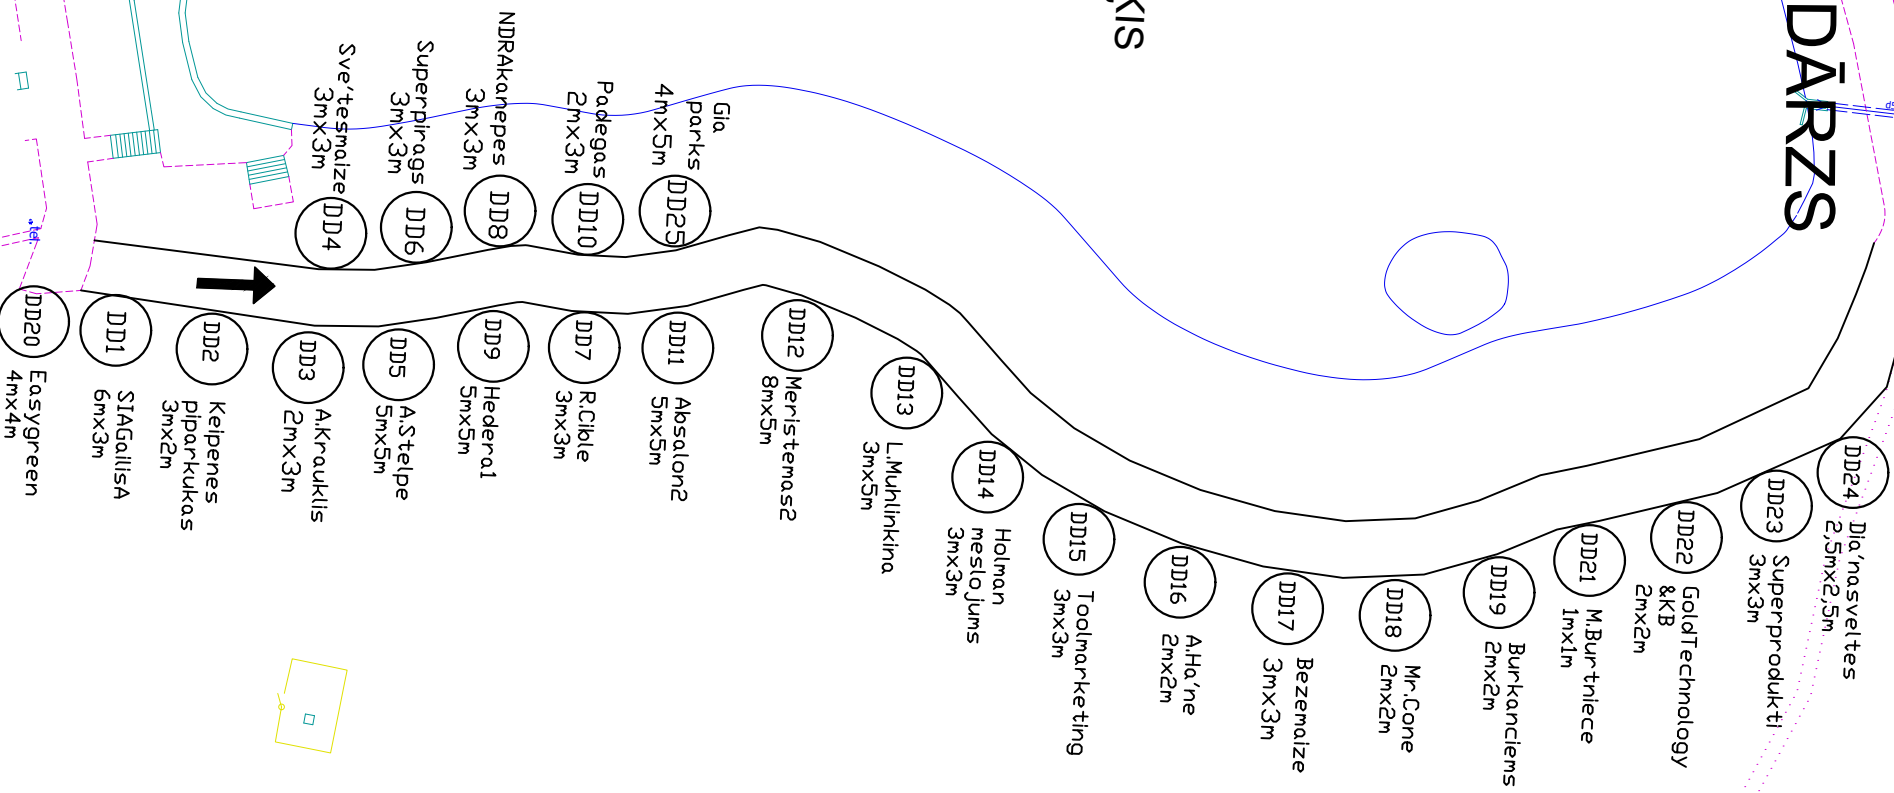 ĶIS
DĀRZS
Sve'tesmaize
3mx3m
DD4
Superpirags
3mx3m
DD6
NDRAkanepes
3mx3m
DD8
Padegas
2mx3m
DD10
Gia
parks
4mx5m
DD25
tel.
DD20
Easygreen
4mx4m
DD1
SIAGailisA
6mx3m
DD2
Keipenes
piparkukas
3mx2m
DD3
A.Krauklis
2mx3m
DD5
A.Stelpe
5mx5m
DD9
Hedera1
5mx5m
DD7
R.Cible
3mx3m
DD11
Absalon2
5mx5m
DD12
Meristemas2
8mx5m
DD13
L.Muhlinkina
3mx5m
DD14
Holman
meslojums
3mx3m
DD15
Toolmarketing
3mx3m
DD16
A.Ha'ne
2mx2m
DD17
Bezemaize
3mx3m
DD18
Mr.Cone
2mx2m
DD19
Burkanciems
2mx2m
DD21
M.Burtniece
1mx1m
DD22
GoldTechnology
&KB
2mx2m
DD23
Superprodukti
3mx3m
DD24
Dia'nasveltes
2,5mx2,5m